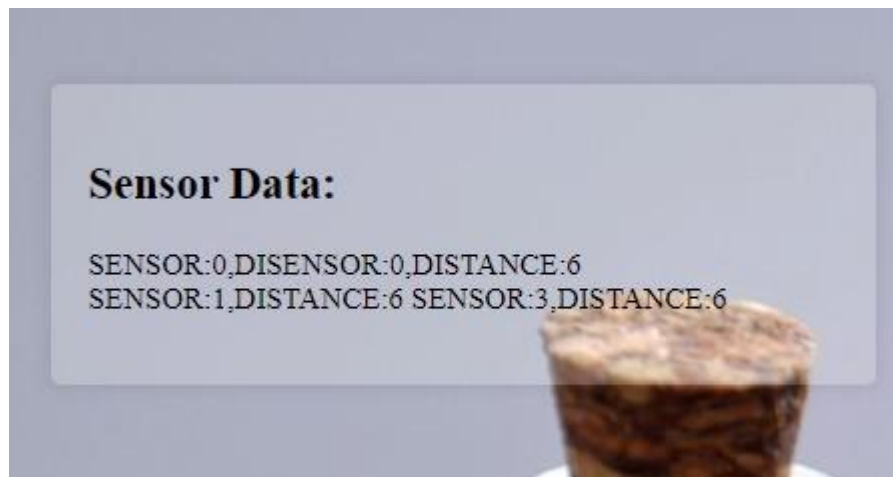 Sensor Data:
SENSOR:0,DISENSOR:0,DISTANCE:6
SENSOR:1,DISTANCE:6 SENSOR:3,DISTANCE:6